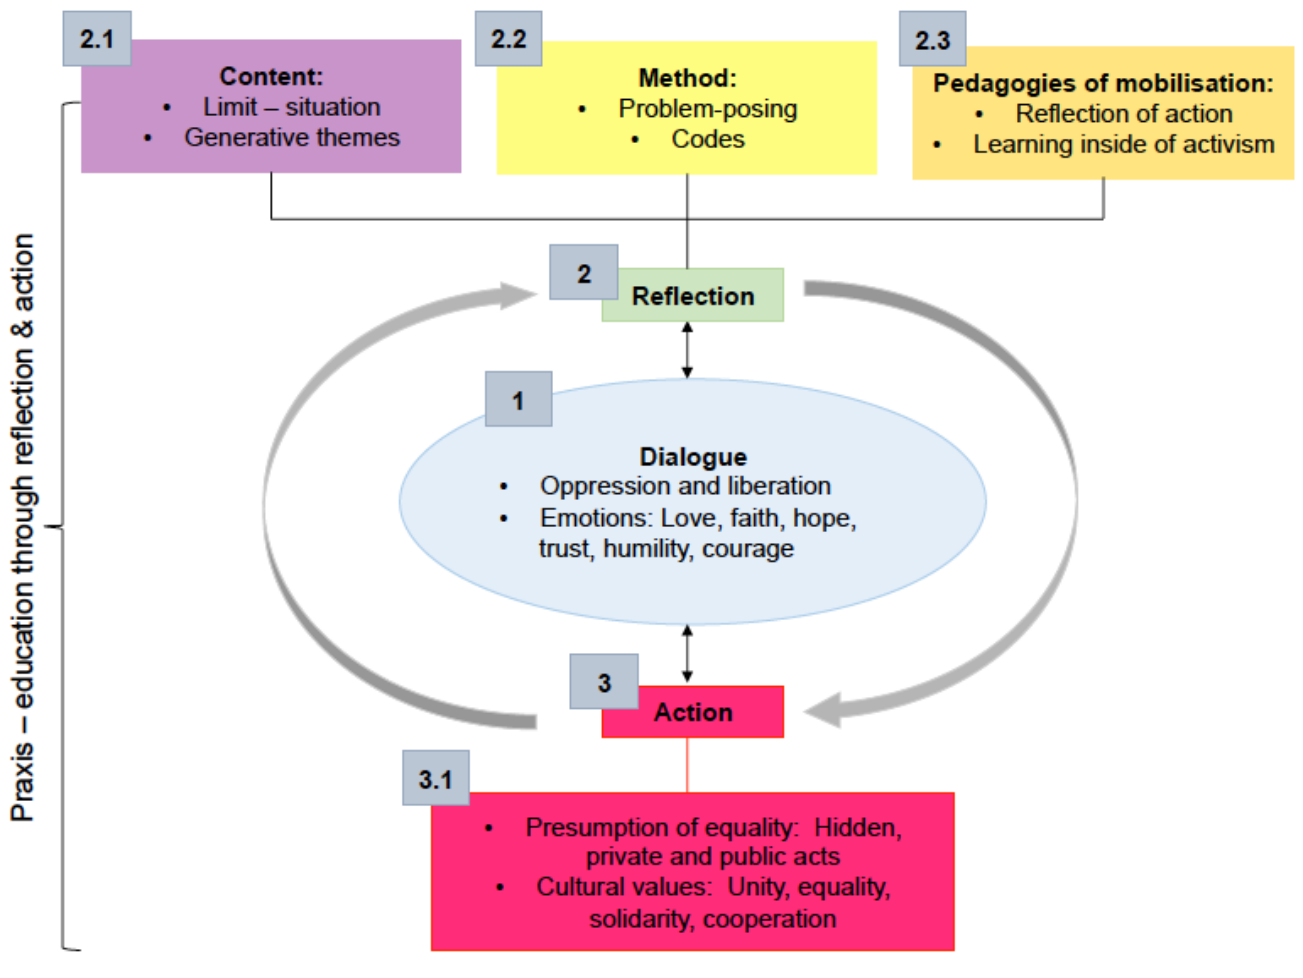 2.1
Content:
• Limit – situation
• Generative themes
2.2
Method:
• Problem-posing
• Codes
2.3
Pedagogies of mobilisation:
• Reflection of action
• Learning inside of activism
Praxis – education through reflection & action
2
Reflection
1
Dialogue
• Oppression and liberation
• Emotions: Love, faith, hope,
trust, humility, courage
3
Action
3.1
• Presumption of equality: Hidden,
private and public acts
• Cultural values: Unity, equality,
solidarity, cooperation